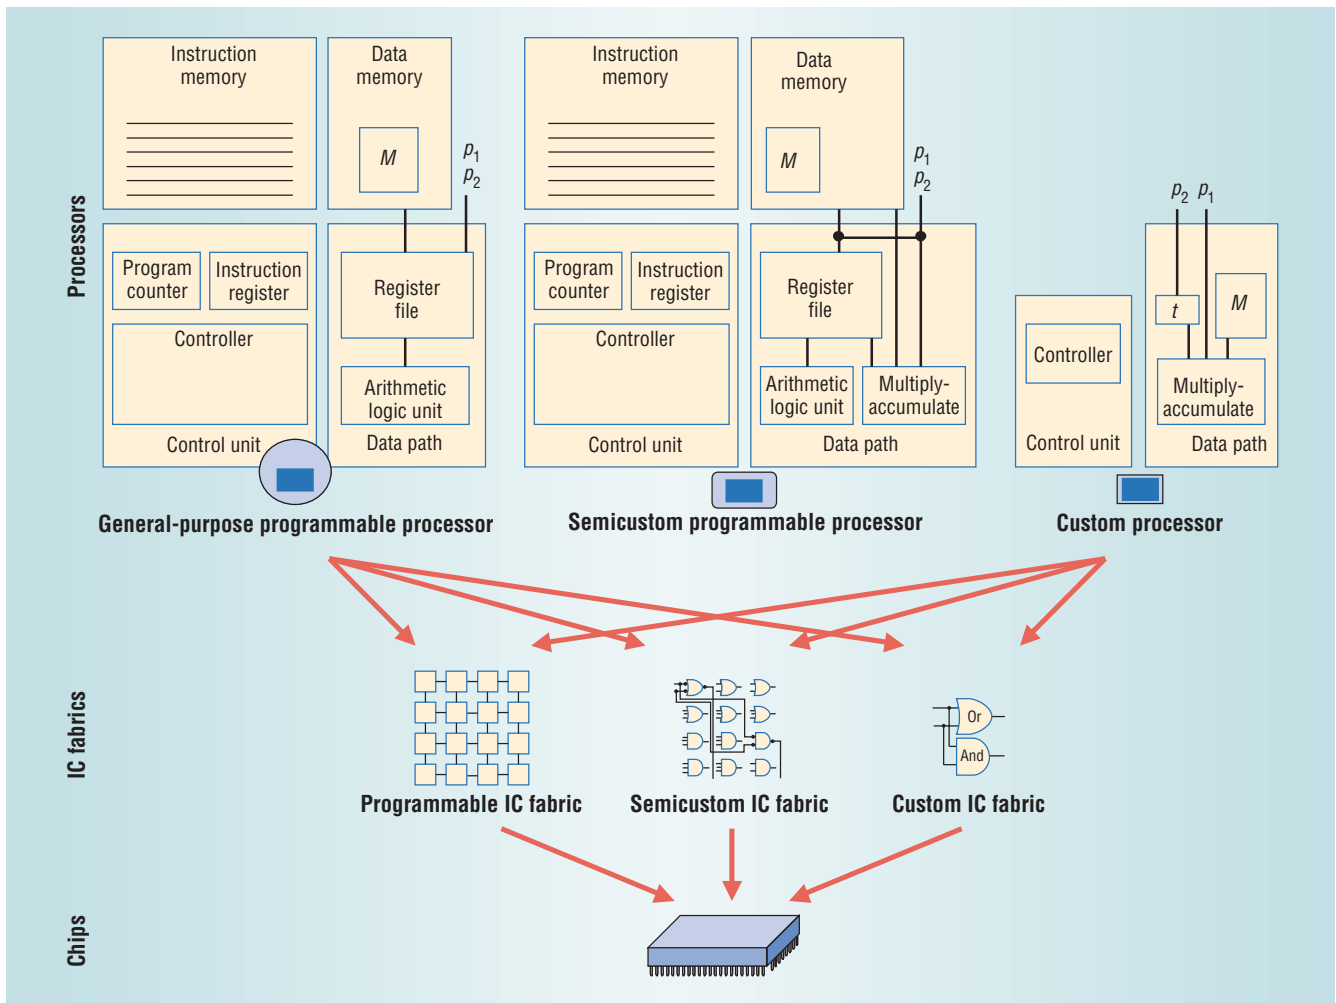 Processors
Instruction
memory
Data
memory
M
p1
p2
Program
counter
Instruction
register
Controller
Control unit
Register
file
Arithmetic
logic unit
Data path
General-purpose programmable processor
Instruction
memory
Data
memory
M
p1
p2
Program
counter
Instruction
register
Controller
Control unit
Register
file
Arithmetic
logic unit
Multiply-
accumulate
Data path
Semicustom programmable processor
p2 p1
Controller
Control unit
t
M
Multiply-
accumulate
Data path
Custom processor
IC fabrics
Programmable IC fabric
Semicustom IC fabric
Or
And
Custom IC fabric
Chips